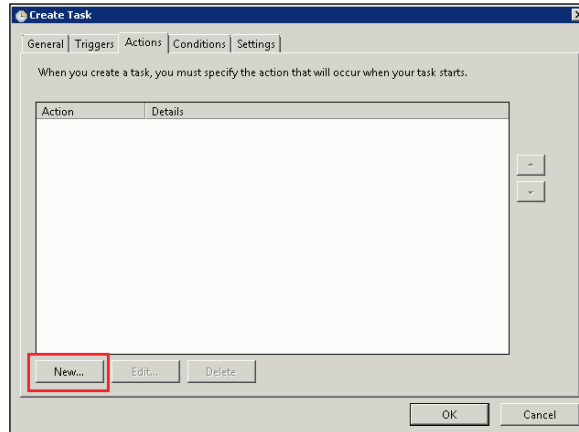 Create Task
General Triggers Actions Conditions Settings
When you create a task, you must specify the action that will occur when your task starts.
Action Details
New... Edit... Delete
OK Cancel